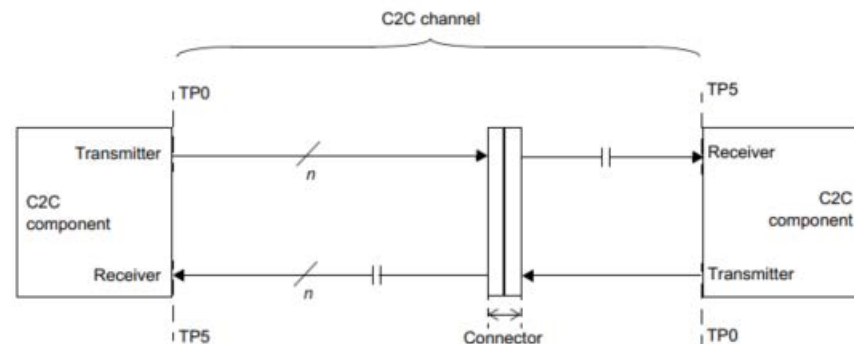 C2C channel
TP0
TP5
Transmitter
Receiver
n
C2C
component
C2C
component
Receiver
Transmitter
n
TP5
Connector
TP0